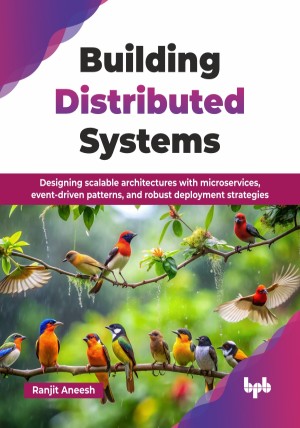 Building
Distributed
Systems
Designing scalable architectures with microservices,
event-driven patterns, and robust deployment strategies
Ranjit Aneesh
bpb